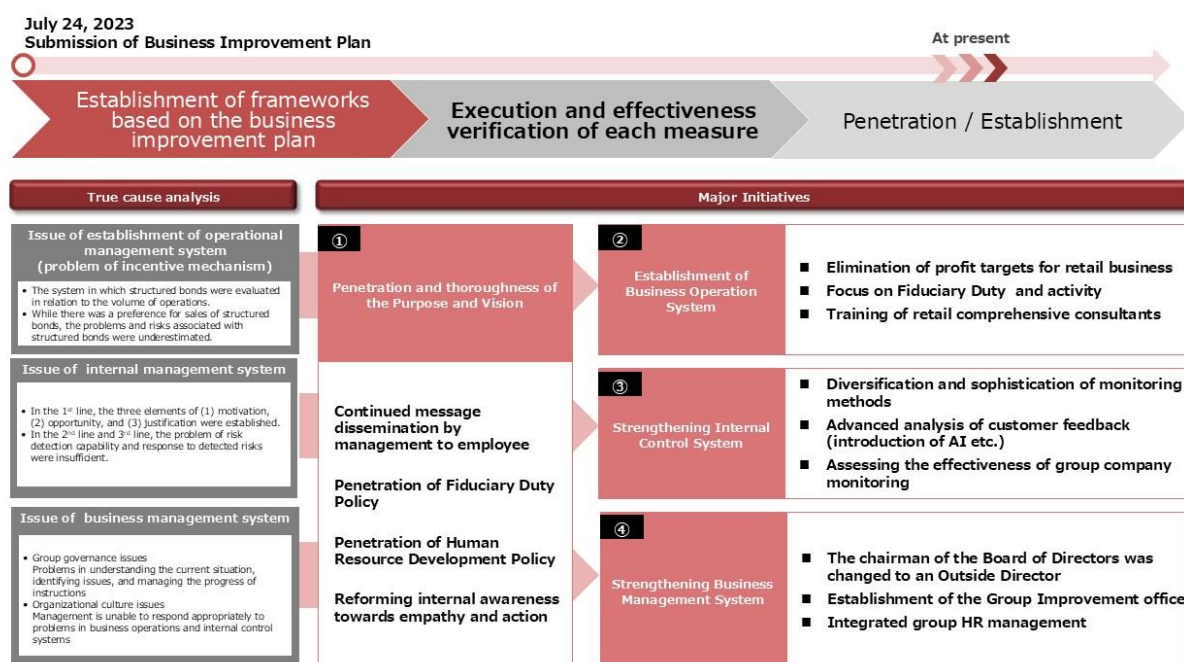 July 24, 2023
Submission of Business Improvement Plan
At present
Establishment of frameworks
based on the business
improvement plan
Execution and effectiveness
verification of each measure
Penetration / Establishment
True cause analysis
Major Initiatives
Issue of establishment of operational
management system
(problem of incentive mechanism)
• The system in which structured bonds were evaluated
in relation to the volume of operations.
• While there was a preference for sales of structured
bonds, the problems and risks associated with
structured bonds were underestimated.
Issue of internal management system
• In the 1st line, the three elements of (1) motivation,
(2) opportunity, and (3) justification were established.
• In the 2nd line and 3rd line, the problem of risk
detection capability and response to detected risks
were insufficient.
Issue of business management system
• Group governance issues
Problems in understanding the current situation,
identifying issues, and managing the progress of
instructions
• Organizational culture issues
Management is unable to respond appropriately to
problems in business operations and internal control
systems
①
Penetration and thoroughness of
the Purpose and Vision
Continued message
dissemination by
management to employee
Penetration of Fiduciary Duty
Policy
Penetration of Human
Resource Development Policy
Reforming internal awareness
towards empathy and action
②
Establishment of
Business Operation
System
■ Elimination of profit targets for retail business
■ Focus on Fiduciary Duty and activity
■ Training of retail comprehensive consultants
③
Strengthening Internal
Control System
■ Diversification and sophistication of monitoring
methods
■ Advanced analysis of customer feedback
(introduction of AI etc.)
■ Assessing the effectiveness of group company
monitoring
④
Strengthening Business
Management System
■ The chairman of the Board of Directors was
changed to an Outside Director
■ Establishment of the Group Improvement office
■ Integrated group HR management